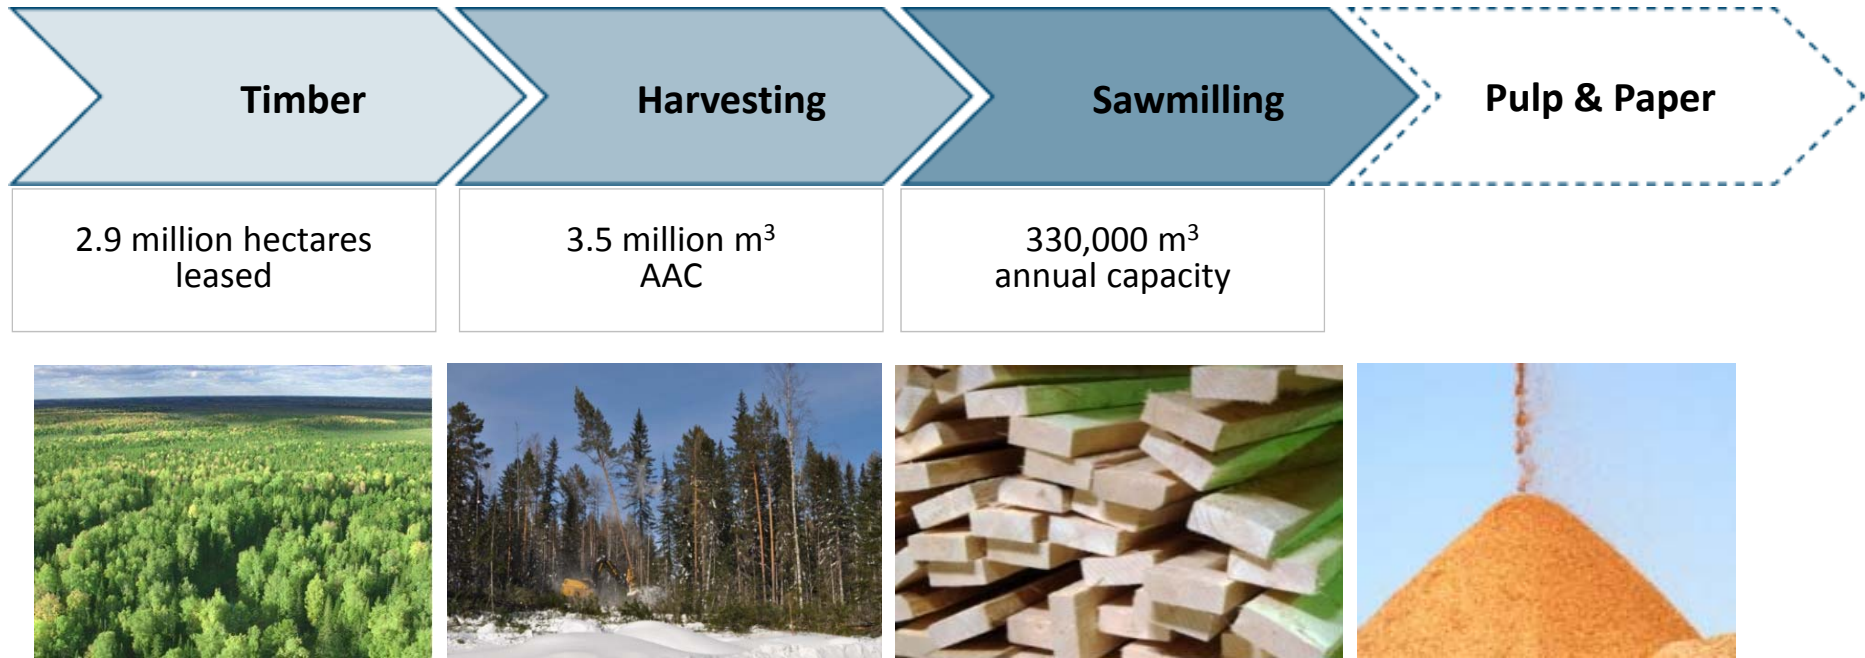 Timber
Harvesting
Sawmilling
Pulp & Paper
2.9 million hectares
leased
3.5 million m³
AAC
330,000 m³
annual capacity